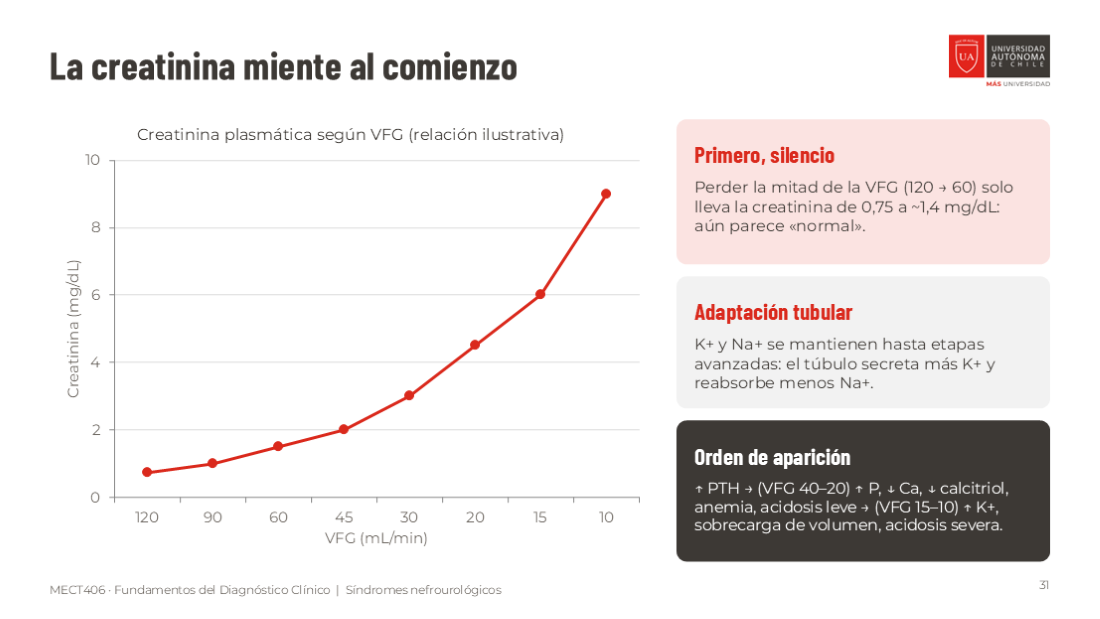 La creatinina miente al comienzo
UNIVERSIDAD
AUTÓNOMA
DE CHILE
UA
MÁS UNIVERSIDAD
Creatinina plasmática según VFG (relación ilustrativa)
Creatinina (mg/dL)
10
8
6
4
2
0
120 90 60 45 30 20 15 10
VFG (mL/min)
Primero, silencio
Perder la mitad de la VFG (120 → 60) solo
lleva la creatinina de 0,75 a ~1,4 mg/dL:
aún parece «normal».
Adaptación tubular
K+ y Na+ se mantienen hasta etapas
avanzadas: el túbulo secreta más K+ y
reabsorbe menos Na+.
Orden de aparición
↑ PTH → (VFG 40–20) ↑ P, ↓ Ca, ↓ calcitriol,
anemia, acidosis leve → (VFG 15–10) ↑ K+,
sobrecarga de volumen, acidosis severa.
MECT406 · Fundamentos del Diagnóstico Clínico | Síndromes nefrourológicos
31